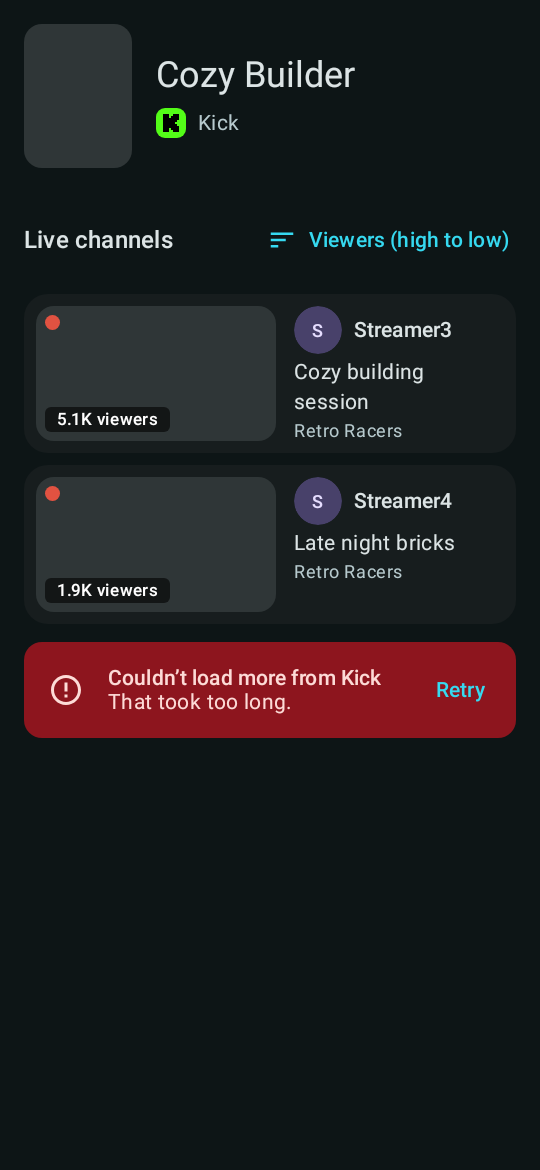 Cozy Builder
Kick
Live channels
Viewers (high to low)
5.1K viewers
S
Streamer3
Cozy building
session
Retro Racers
1.9K viewers
S
Streamer4
Late night bricks
Retro Racers
Couldn’t load more from Kick
That took too long.
Retry